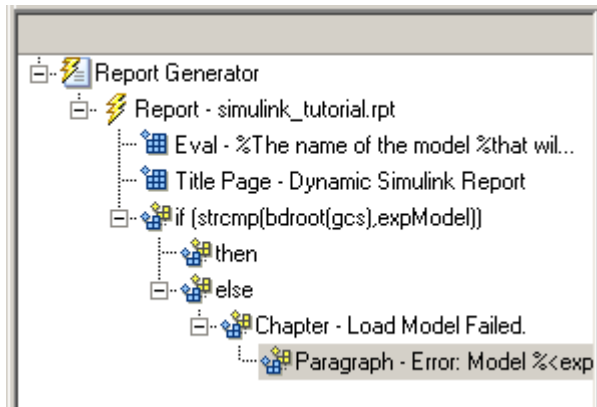 Report Generator
Report - simulink_tutorial.rpt
Eval - %The name of the model %that wil...
Title Page - Dynamic Simulink Report
if (strcmp(bdroot(gcs),expModel))
then
else
Chapter - Load Model Failed.
Paragraph - Error: Model %<exp